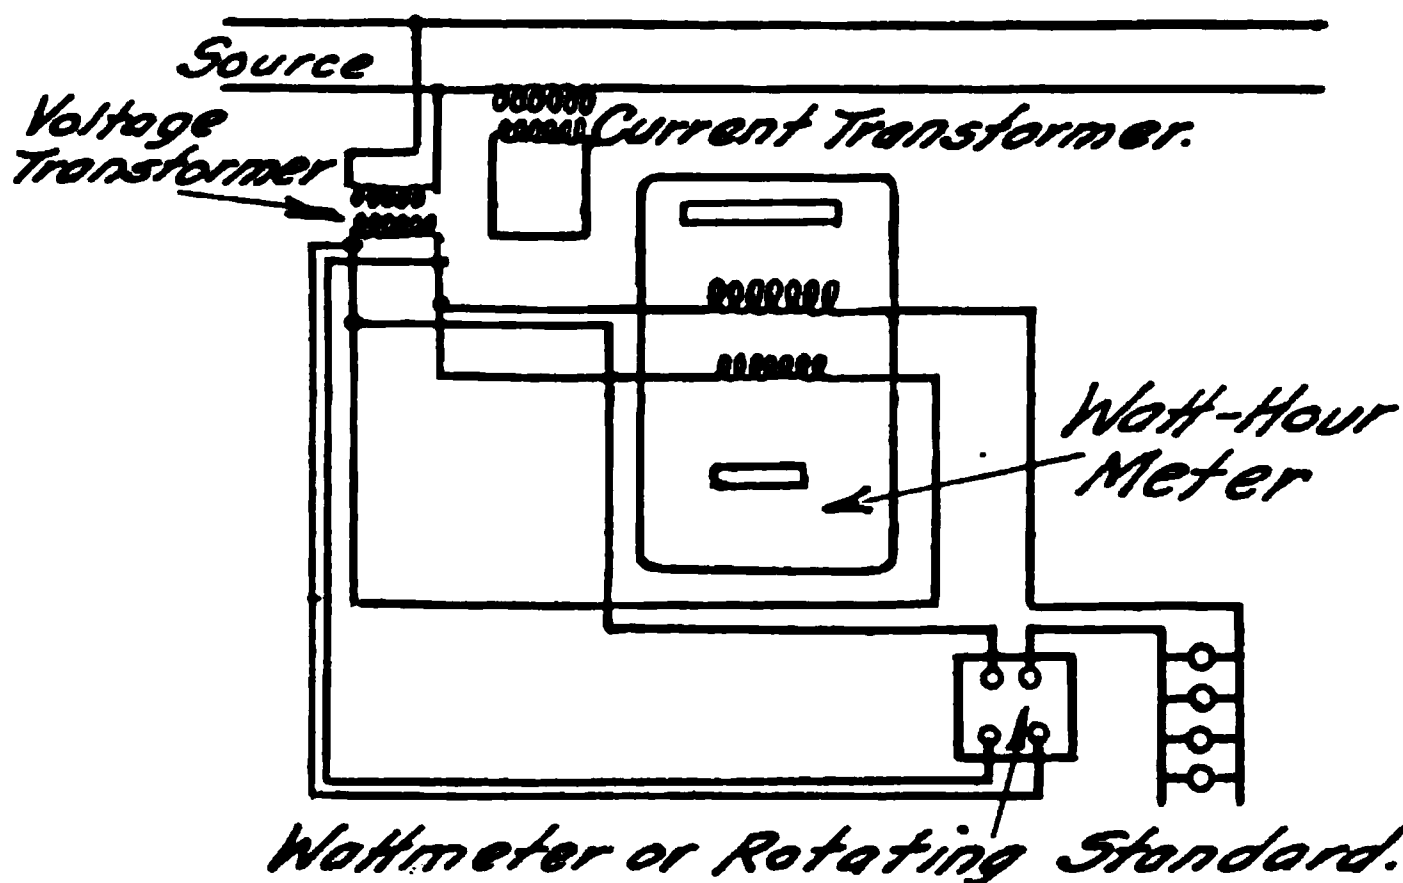 Source
Voltage
Transformer
Current Transformer.
Watt-Hour
Meter
Wattmeter or Rotating Standard.